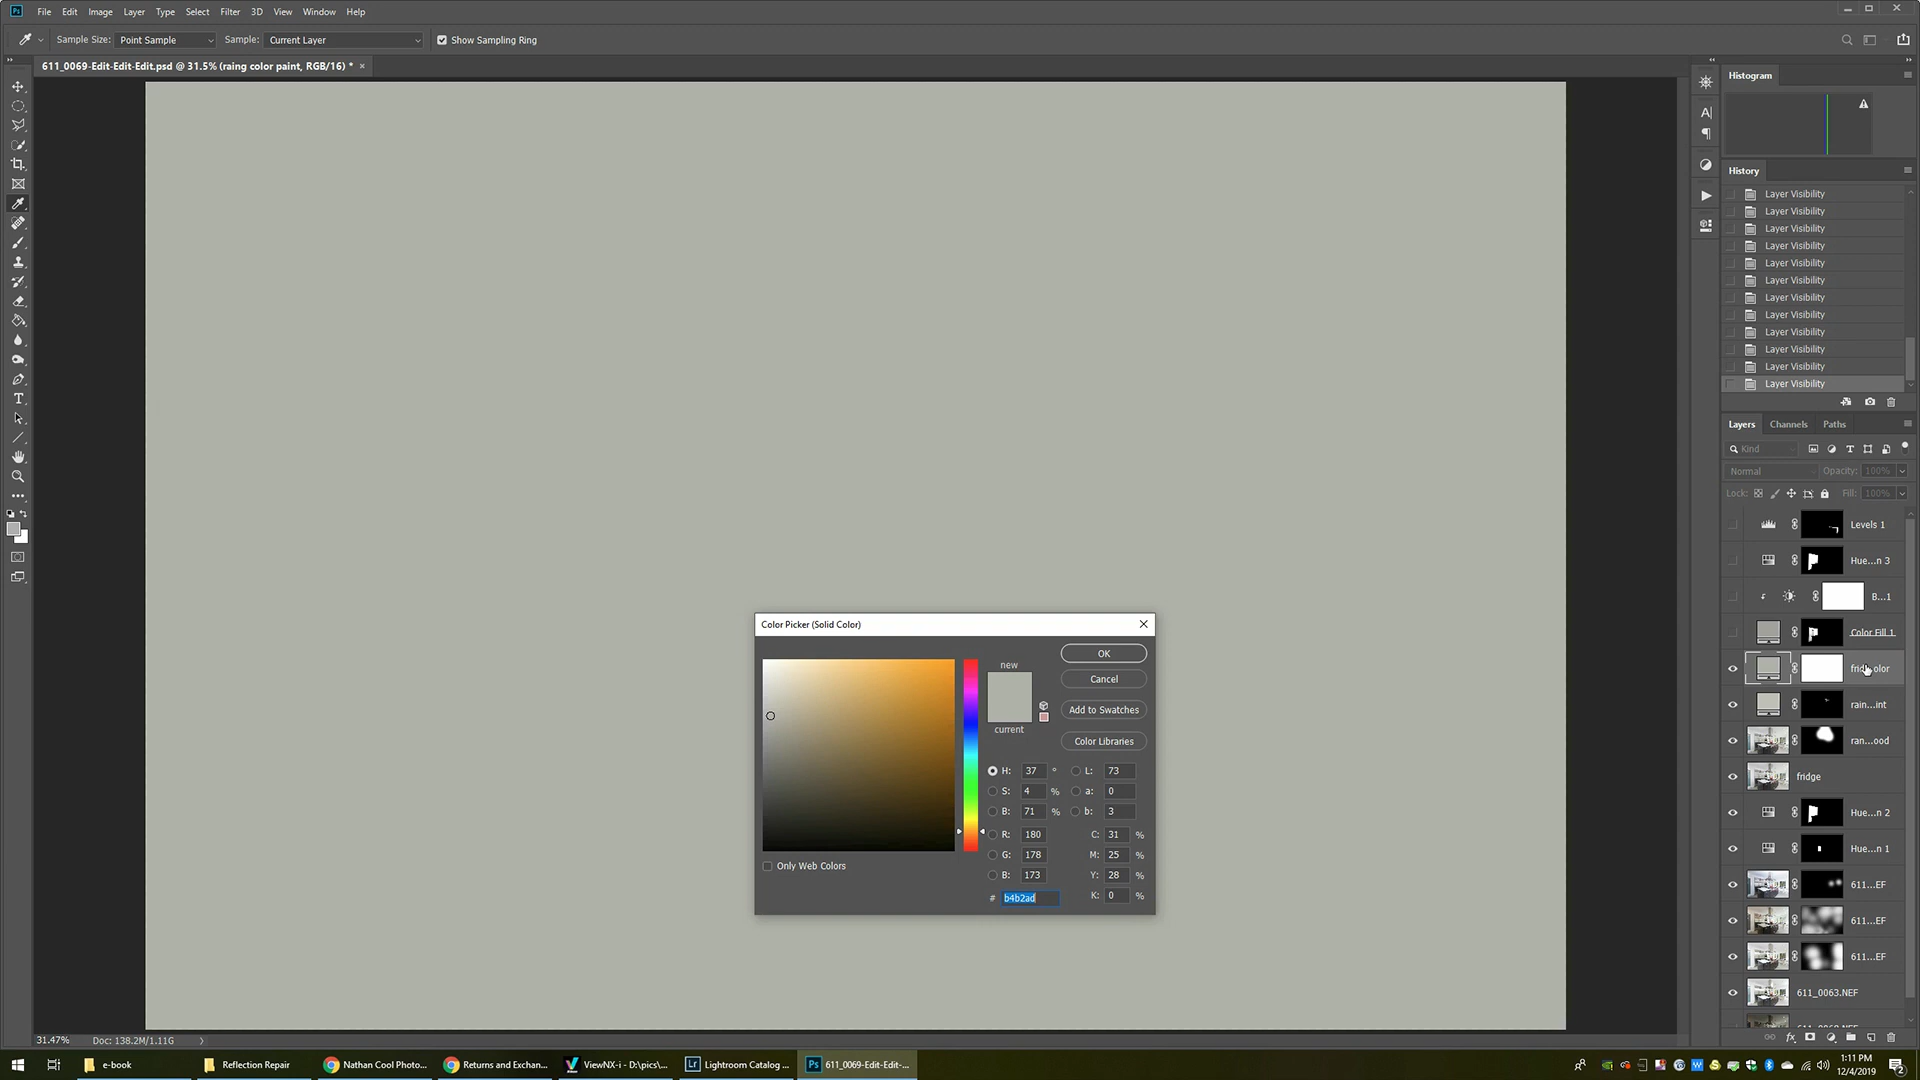 Ps File Edit Image Layer Type Select Filter 3D View Window Help
Sample Size: Point Sample Sample: Current Layer Show Sampling Ring
611_0069-Edit-Edit-Edit.psd @ 31.5% (raing color paint, RGB/16) * ×
Histogram
History
Layer Visibility
Layer Visibility
Layer Visibility
Layer Visibility
Layer Visibility
Layer Visibility
Layer Visibility
Layer Visibility
Layer Visibility
Layer Visibility
Layer Visibility
Layer Visibility
Layers Channels Paths
Kind
Normal Opacity: 100%
Lock: Fill: 100%
Levels 1
Hue...n 3
B...1
Color Fill 1
rain...int
ran...ood
fridge
Hue...n 2
Hue...n 1
611...EF
611...EF
611...EF
611_0063.NEF
Color Picker (Solid Color)
new
current
OK
Cancel
Add to Swatches
Color Libraries
H: 37 ° L: 73
S: 4 % a: 0
B: 71 % b: 3
R: 180 C: 31 %
G: 178 M: 25 %
B: 173 Y: 28 %
# b4b2ad K: 0 %
Only Web Colors
31.47% Doc: 138.2M/1.11G
e-book
Reflection Repair
Nathan Cool Photo...
Returns and Exchan...
ViewNX-i - D:\pics\...
Lr Lightroom Catalog ...
Ps 611_0069-Edit-Edit-...
1:11 PM
12/4/2019